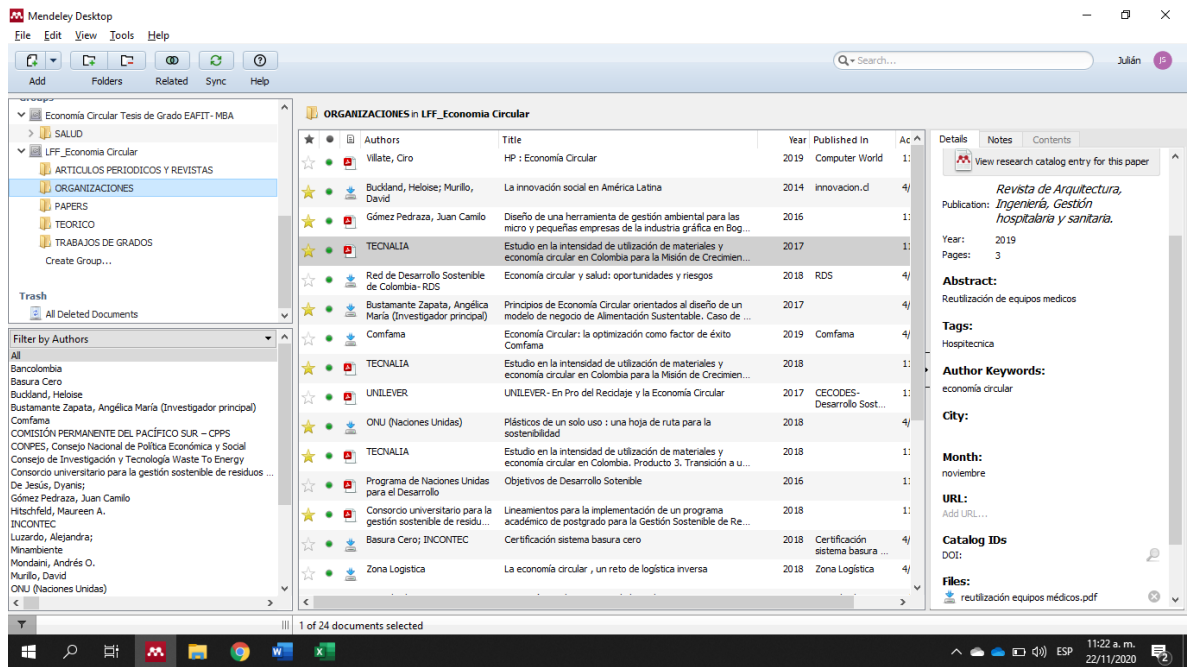 Mendeley Desktop
File Edit View Tools Help
Search...
Julián JS
Add Folders Related Sync Help
Groups
Economía Circular Tesis de Grado EAFIT- MBA
SALUD
LFF_Economia Circular
ARTICULOS PERIODICOS Y REVISTAS
ORGANIZACIONES
PAPERS
TEORICO
TRABAJOS DE GRADOS
Create Group...
Trash
All Deleted Documents
Filter by Authors
All
Bancolombia
Basura Cero
Buckland, Heloise
Bustamante Zapata, Angélica María (Investigador principal)
Comfama
COMISIÓN PERMANENTE DEL PACÍFICO SUR – CPPS
CONPES, Consejo Nacional de Política Económica y Social
Consejo de Investigación y Tecnología Waste To Energy
Consorcio universitario para la gestión sostenible de residuos ...
De Jesús, Dyanis;
Gómez Pedraza, Juan Camilo
Hitschfeld, Maureen A.
INCONTEC
Luzardo, Alejandra;
Minambiente
Mondaini, Andrés O.
Murillo, David
ONU (Naciones Unidas)
ORGANIZACIONES in LFF_Economia Circular
Authors Title Year Published In Ac
Villate, Ciro HP : Economía Circular 2019 Computer World 11
Buckland, Heloise; Murillo, La innovación social en América Latina 2014 innovacion.cl 4/
David
Gómez Pedraza, Juan Camilo Diseño de una herramienta de gestión ambiental para las 2016 11
micro y pequeñas empresas de la industria gráfica en Bog...
TECNALIA Estudio en la intensidad de utilización de materiales y 2017 11
economía circular en Colombia para la Misión de Crecimien...
Red de Desarrollo Sostenible Economía circular y salud: oportunidades y riesgos 2018 RDS 4/
de Colombia- RDS
Bustamante Zapata, Angélica Principios de Economía Circular orientados al diseño de un 2017 4/
María (Investigador principal) modelo de negocio de Alimentación Sustentable. Caso de ...
Comfama Economía Circular: la optimización como factor de éxito 2019 Comfama 4/
Comfama
TECNALIA Estudio en la intensidad de utilización de materiales y 2018 11
economía circular en Colombia para la Misión de Crecimien...
UNILEVER UNILEVER- En Pro del Reciclaje y la Economía Circular 2017 CECODES- 11
Desarrollo Sost...
ONU (Naciones Unidas) Plásticos de un solo uso : una hoja de ruta para la 2018 4/
sostenibilidad
TECNALIA Estudio en la intensidad de utilización de materiales y 2018 11
economía circular en Colombia. Producto 3. Transición a u...
Programa de Naciones Unidas Objetivos de Desarrollo Sotenible 2016 11
para el Desarrollo
Consorcio universitario para la Lineamientos para la implementación de un programa 2018 11
gestión sostenible de residu... académico de postgrado para la Gestión Sostenible de Re...
Basura Cero; INCONTEC Certificación sistema basura cero 2018 Certificación 4/
sistema basura ...
Zona Logistica La economía circular , un reto de logística inversa 2018 Zona Logística 4/
1 of 24 documents selected
Details Notes Contents
View research catalog entry for this paper
Publication: Revista de Arquitectura,
Ingeniería, Gestión
hospitalaria y sanitaria.
Year: 2019
Pages: 3
Abstract:
Reutilización de equipos medicos
Tags:
Hospitecnica
Author Keywords:
economía circular
City:
Month:
noviembre
URL:
Add URL...
Catalog IDs
DOI:
Files:
reutilización equipos médicos.pdf
ESP
11:22 a. m.
22/11/2020
2